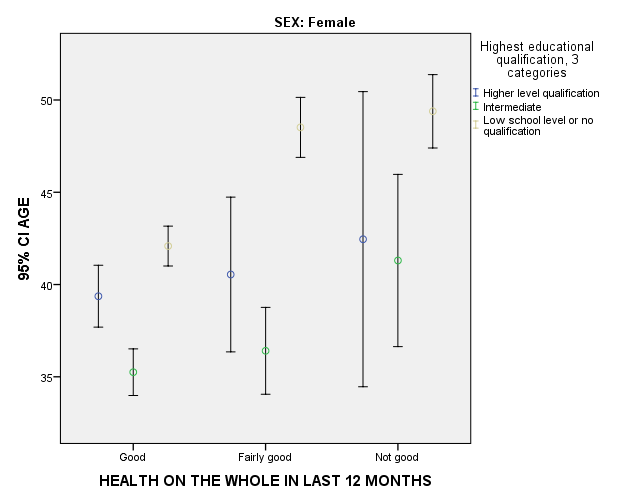 SEX: Female
Highest educational
qualification, 3
categories
Higher level qualification
Intermediate
Low school level or no
qualification
50
45
40
35
95% CI AGE
Good
Fairly good
Not good
HEALTH ON THE WHOLE IN LAST 12 MONTHS